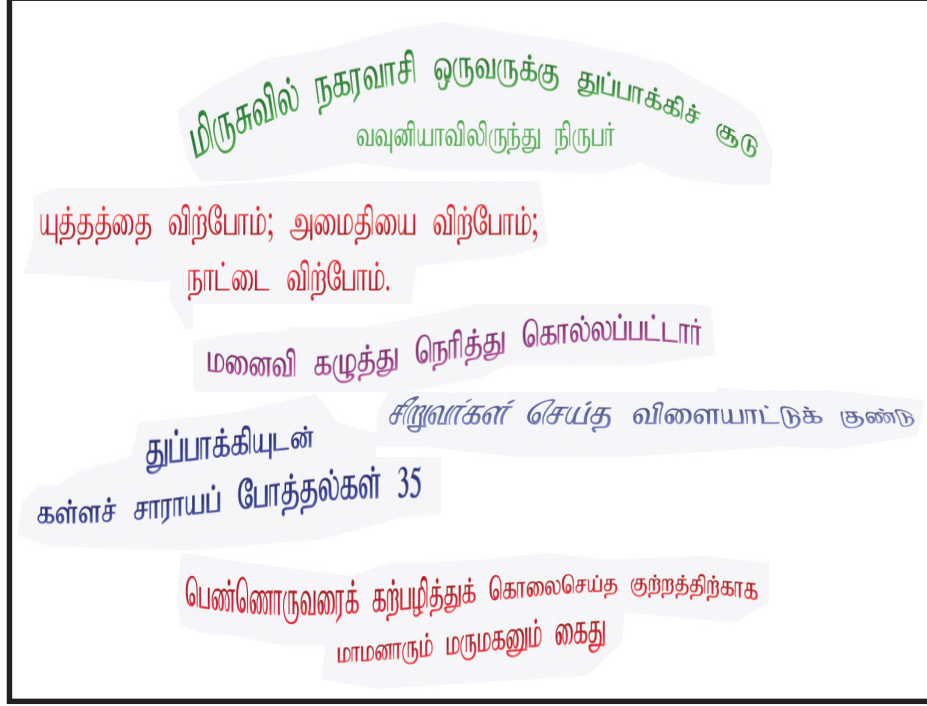 மிருசுவில் நகரவாசி ஒருவருக்கு துப்பாக்கிச் சூடு
வவுனியாவிலிருந்து நிருபர்
யுத்தத்தை விற்போம்; அமைதியை விற்போம்;
நாட்டை விற்போம்.
மனைவி கழுத்து நெரித்து கொல்லப்பட்டார்
சிறுவர்கள் செய்த விளையாட்டுக் குண்டு
துப்பாக்கியுடன்
கள்ளச் சாராயப் போத்தல்கள் 35
பெண்ணொருவரைக் கற்பழித்துக் கொலைசெய்த குற்றத்திற்காக
மாமனாரும் மருமகனும் கைது